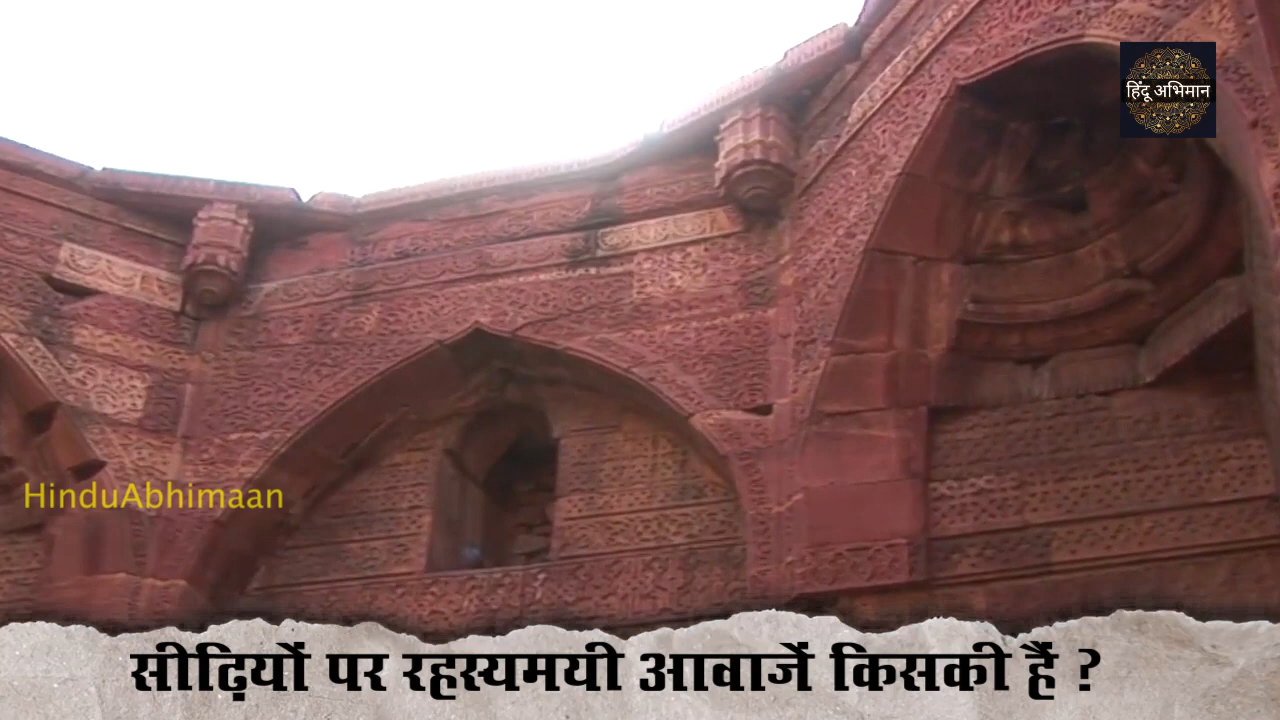 हिंदू अभिमान
HinduAbhimaan
सीढ़ियों पर रहस्यमयी आवाजें किसकी हैं ?